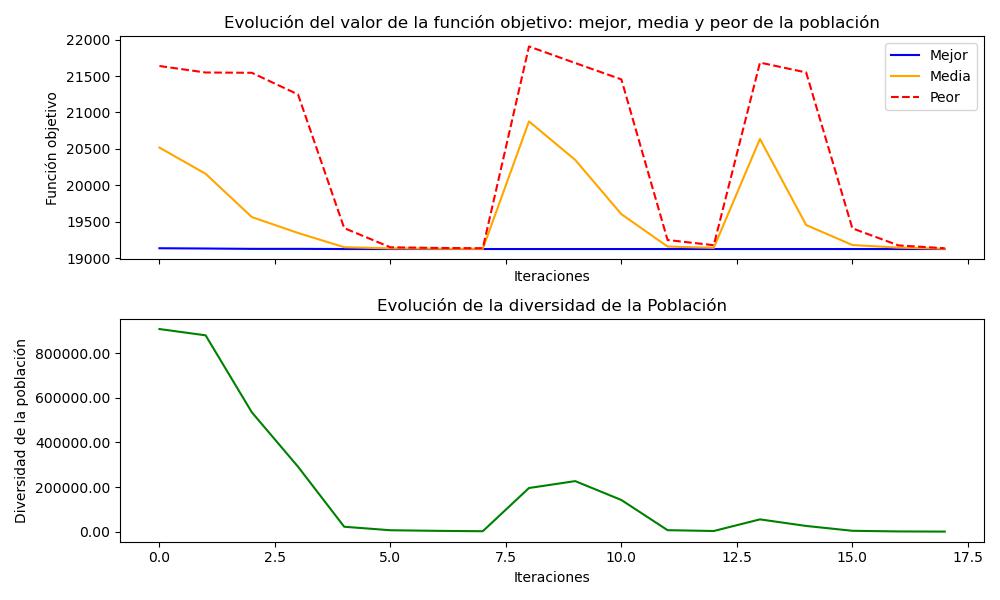 Evolución del valor de la función objetivo: mejor, media y peor de la población
22000
21500
21000
20500
20000
19500
19000
Función objetivo
Mejor
Media
Peor
Iteraciones
Evolución de la diversidad de la Población
800000.00
600000.00
400000.00
200000.00
0.00
Diversidad de la población
0.0 2.5 5.0 7.5 10.0 12.5 15.0 17.5
Iteraciones